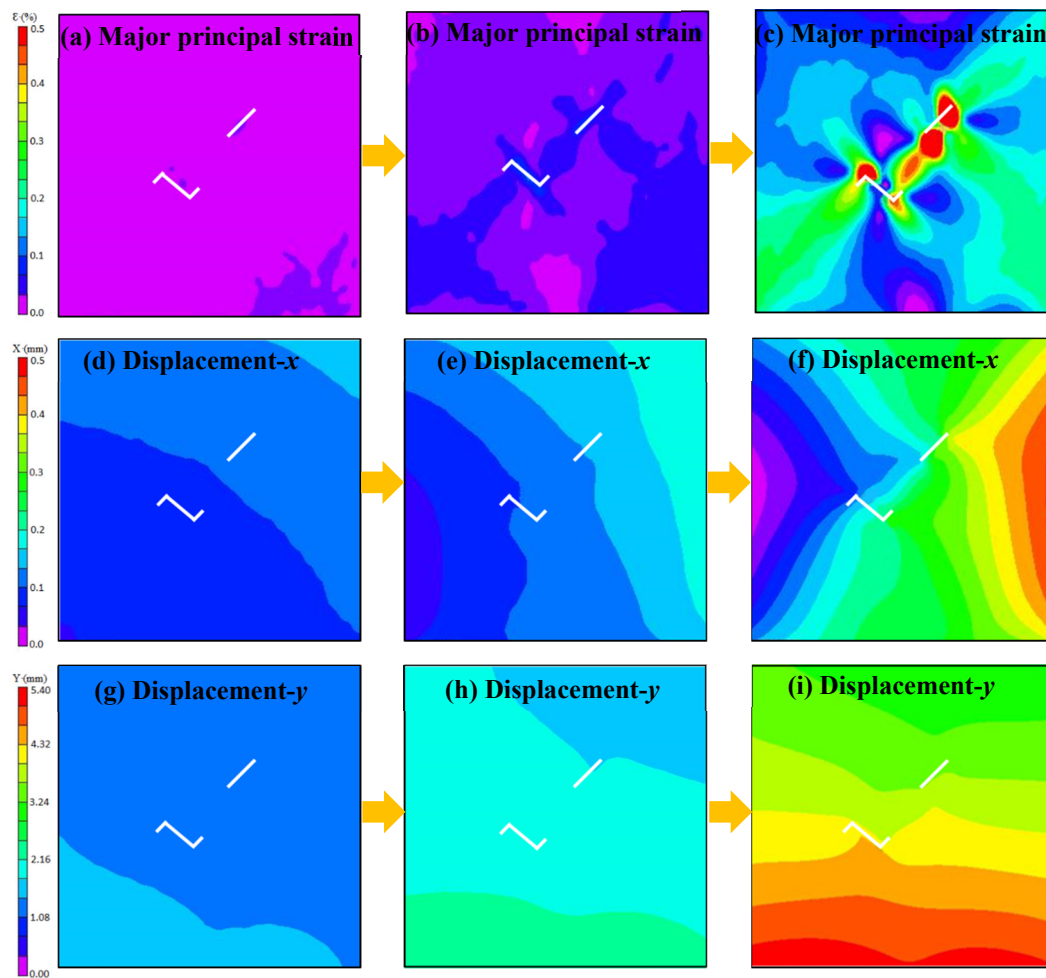 ε (%)
0.5
0.4
0.3
0.2
0.1
0.0
(a) Major principal strain
(b) Major principal strain
(c) Major principal strain
X (mm)
0.5
0.4
0.3
0.2
0.1
0.0
(d) Displacement-x
(e) Displacement-x
(f) Displacement-x
Y (mm)
5.40
4.32
3.24
2.16
1.08
0.00
(g) Displacement-y
(h) Displacement-y
(i) Displacement-y